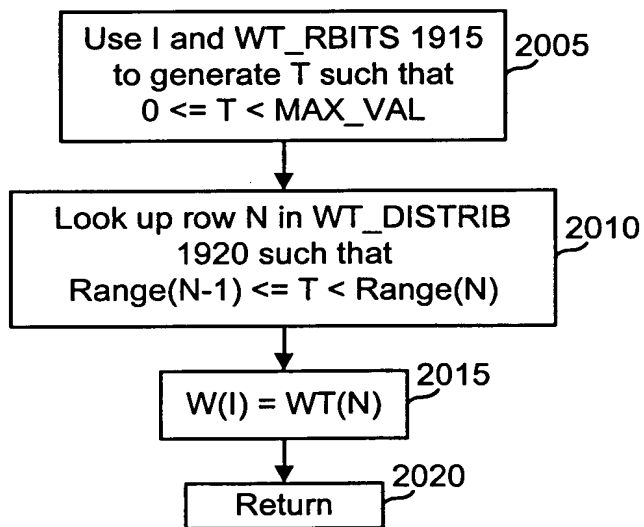 Use I and WT_RBITS 1915
to generate T such that
0 <= T < MAX_VAL
2005
Look up row N in WT_DISTRIB
1920 such that
Range(N-1) <= T < Range(N)
2010
W(I) = WT(N)
2015
Return
2020